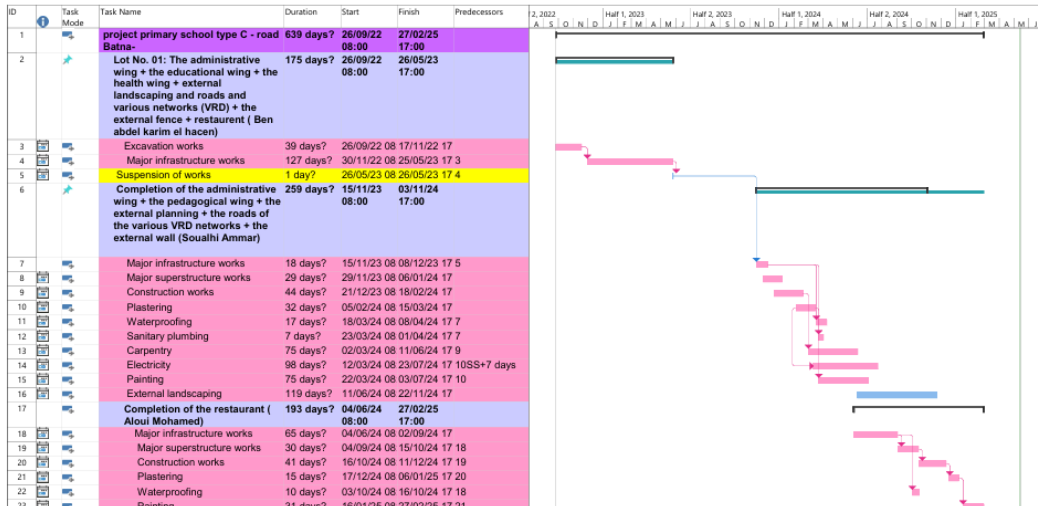 ID Task Mode Task Name Duration Start Finish Predecessors
2, 2022 Half 1, 2023 Half 2, 2023 Half 1, 2024 Half 2, 2024 Half 1, 2025
A S O N D J F M A M J J A S O N D J F M A M J J A S O N D J F M A M J
1 project primary school type C - road Batna- 639 days? 26/09/22 08:00 27/02/25 17:00
2 Lot No. 01: The administrative 175 days? 26/09/22 26/05/23
wing + the educational wing + the 08:00 17:00
health wing + external
landscaping and roads and
various networks (VRD) + the
external fence + restaurent ( Ben
abdel karim el hacen)
3 Excavation works 39 days? 26/09/22 08 17/11/22 17
4 Major infrastructure works 127 days? 30/11/22 08 25/05/23 17 3
5 Suspension of works 1 day? 26/05/23 08 26/05/23 17 4
6 Completion of the administrative 259 days? 15/11/23 03/11/24
wing + the pedagogical wing + the 08:00 17:00
external planning + the roads of
the various VRD networks + the
external wall (Soualhi Ammar)
7 Major infrastructure works 18 days? 15/11/23 08 08/12/23 17 5
8 Major superstructure works 29 days? 29/11/23 08 06/01/24 17
9 Construction works 44 days? 21/12/23 08 18/02/24 17
10 Plastering 32 days? 05/02/24 08 15/03/24 17
11 Waterproofing 17 days? 18/03/24 08 08/04/24 17 7
12 Sanitary plumbing 7 days? 23/03/24 08 01/04/24 17 7
13 Carpentry 75 days? 02/03/24 08 11/06/24 17 9
14 Electricity 98 days? 12/03/24 08 23/07/24 17 10SS+7 days
15 Painting 75 days? 22/03/24 08 03/07/24 17 10
16 External landscaping 119 days? 11/06/24 08 22/11/24 17
17 Completion of the restaurant ( 193 days? 04/06/24 27/02/25
Aloui Mohamed) 08:00 17:00
18 Major infrastructure works 65 days? 04/06/24 08 02/09/24 17
19 Major superstructure works 30 days? 04/09/24 08 15/10/24 17 18
20 Construction works 41 days? 16/10/24 08 11/12/24 17 19
21 Plastering 15 days? 17/12/24 08 06/01/25 17 20
22 Waterproofing 10 days? 03/10/24 08 16/10/24 17 18